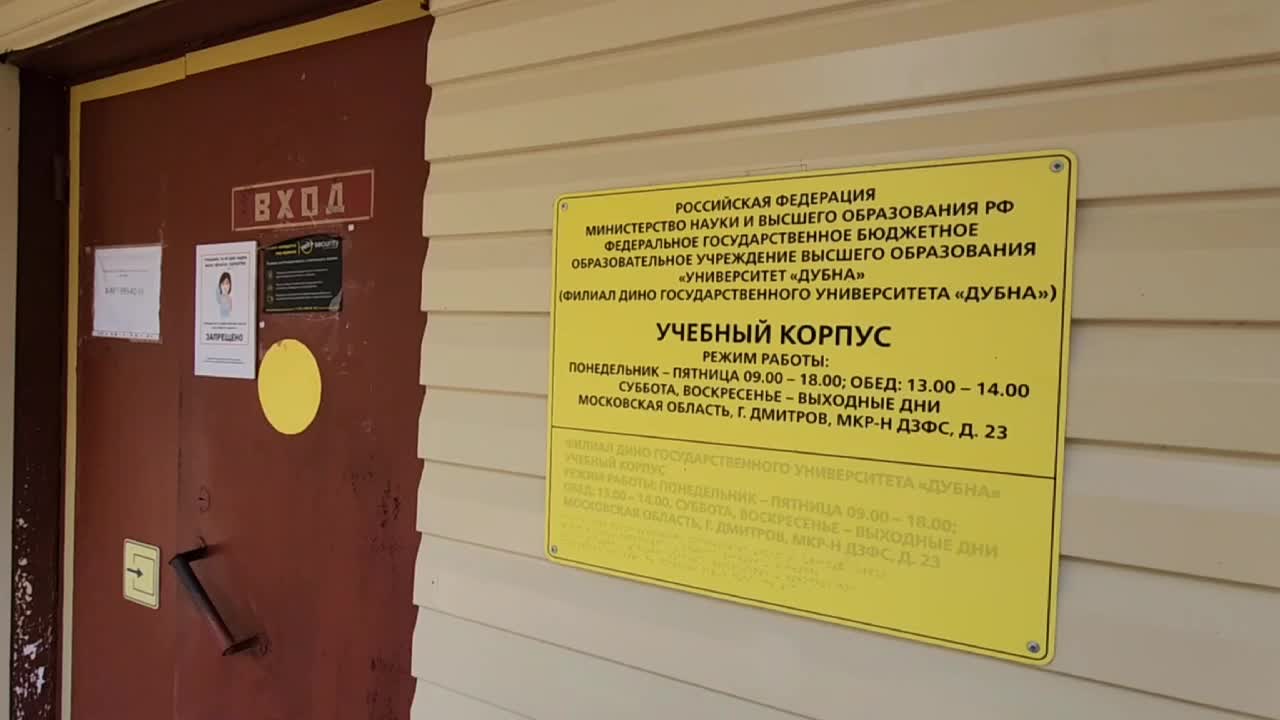 ВХОД
security
ЗАПРЕЩЕНО
РОССИЙСКАЯ ФЕДЕРАЦИЯ
МИНИСТЕРСТВО НАУКИ И ВЫСШЕГО ОБРАЗОВАНИЯ РФ
ФЕДЕРАЛЬНОЕ ГОСУДАРСТВЕННОЕ БЮДЖЕТНОЕ
ОБРАЗОВАТЕЛЬНОЕ УЧРЕЖДЕНИЕ ВЫСШЕГО ОБРАЗОВАНИЯ
«УНИВЕРСИТЕТ «ДУБНА»
(ФИЛИАЛ ДИНО ГОСУДАРСТВЕННОГО УНИВЕРСИТЕТА «ДУБНА»)
УЧЕБНЫЙ КОРПУС
РЕЖИМ РАБОТЫ:
ПОНЕДЕЛЬНИК – ПЯТНИЦА 09.00 – 18.00; ОБЕД: 13.00 – 14.00
СУББОТА, ВОСКРЕСЕНЬЕ – ВЫХОДНЫЕ ДНИ
МОСКОВСКАЯ ОБЛАСТЬ, Г. ДМИТРОВ, МКР-Н ДЗФС, Д. 23
ФИЛИАЛ ДИНО ГОСУДАРСТВЕННОГО УНИВЕРСИТЕТА «ДУБНА»
УЧЕБНЫЙ КОРПУС
РЕЖИМ РАБОТЫ: ПОНЕДЕЛЬНИК – ПЯТНИЦА 09.00 – 18.00;
ОБЕД: 13.00 – 14.00, СУББОТА, ВОСКРЕСЕНЬЕ – ВЫХОДНЫЕ ДНИ
МОСКОВСКАЯ ОБЛАСТЬ, Г. ДМИТРОВ, МКР-Н ДЗФС, Д. 23